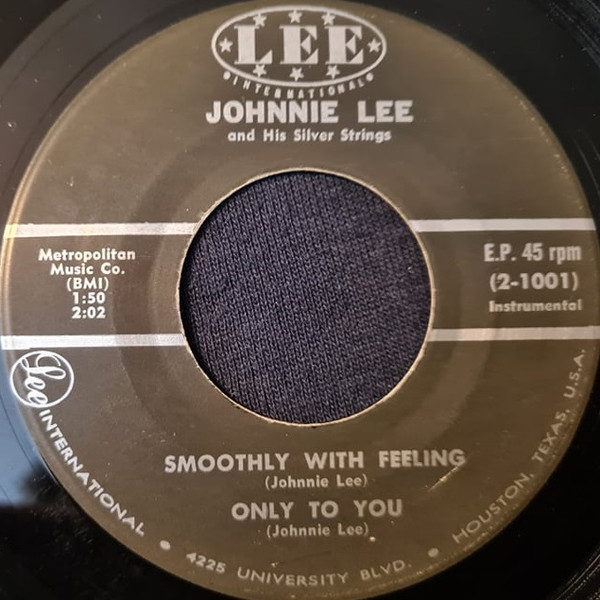 LEE
INTERNATIONAL
JOHNNIE LEE
and His Silver Strings
Metropolitan
Music Co.
(BMI)
1:50
2:02
E.P. 45 rpm
(2-1001)
Instrumental
SMOOTHLY WITH FEELING
(Johnnie Lee)
ONLY TO YOU
(Johnnie Lee)
Lee INTERNATIONAL • 4225 UNIVERSITY BLVD. • HOUSTON, TEXAS, U.S.A.